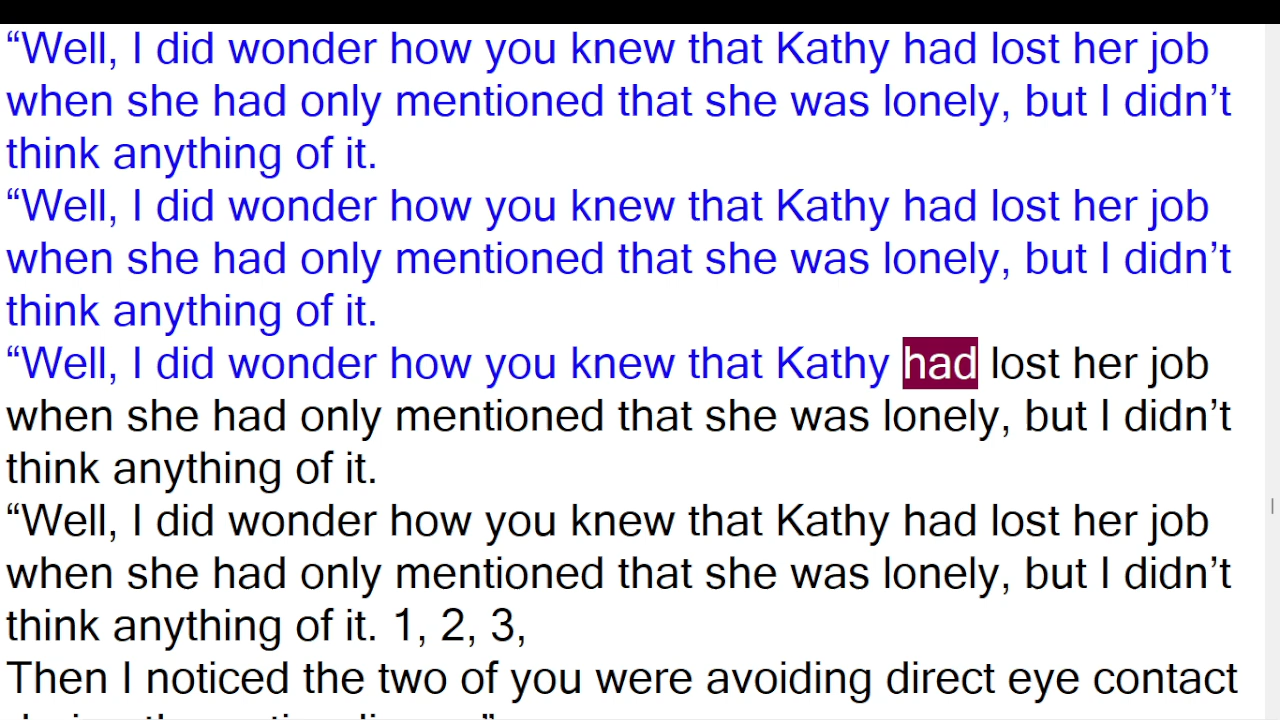 “Well, I did wonder how you knew that Kathy had lost her job
when she had only mentioned that she was lonely, but I didn’t
think anything of it.
“Well, I did wonder how you knew that Kathy had lost her job
when she had only mentioned that she was lonely, but I didn’t
think anything of it.
“Well, I did wonder how you knew that Kathy had lost her job
when she had only mentioned that she was lonely, but I didn’t
think anything of it.
“Well, I did wonder how you knew that Kathy had lost her job
when she had only mentioned that she was lonely, but I didn’t
think anything of it. 1, 2, 3,
Then I noticed the two of you were avoiding direct eye contact